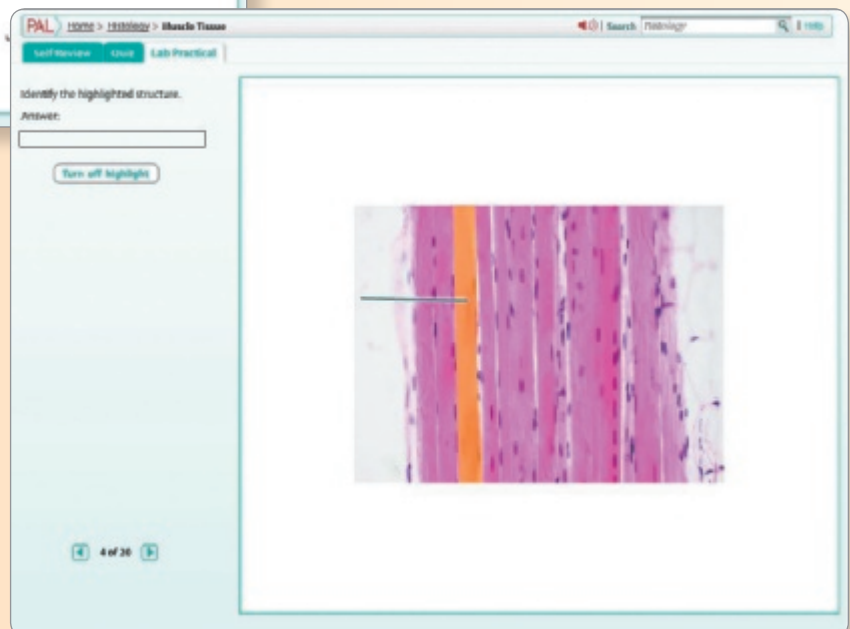 PAL Home > Histology > Muscle Tissue
Search Histology Help
Self Review Quiz Lab Practical
Identify the highlighted structure.
Answer:
Turn off highlight
4 of 20